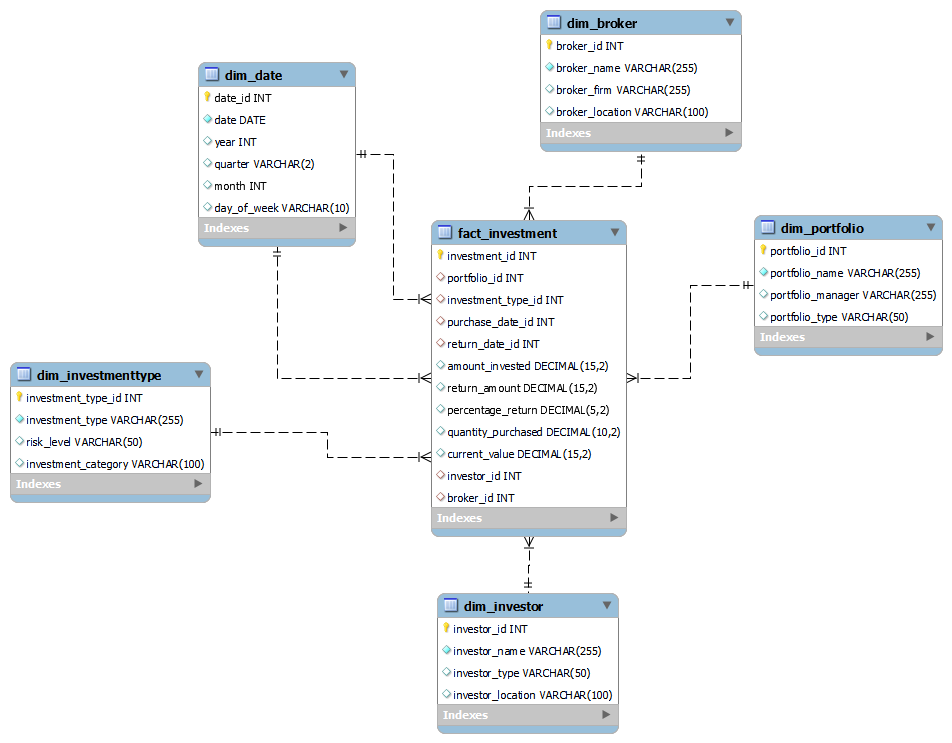 dim_broker
broker_id INT
broker_name VARCHAR(255)
broker_firm VARCHAR(255)
broker_location VARCHAR(100)
Indexes
dim_date
date_id INT
date DATE
year INT
quarter VARCHAR(2)
month INT
day_of_week VARCHAR(10)
Indexes
fact_investment
investment_id INT
portfolio_id INT
investment_type_id INT
purchase_date_id INT
return_date_id INT
amount_invested DECIMAL(15,2)
return_amount DECIMAL(15,2)
percentage_return DECIMAL(5,2)
quantity_purchased DECIMAL(10,2)
current_value DECIMAL(15,2)
investor_id INT
broker_id INT
Indexes
dim_portfolio
portfolio_id INT
portfolio_name VARCHAR(255)
portfolio_manager VARCHAR(255)
portfolio_type VARCHAR(50)
Indexes
dim_investmenttype
investment_type_id INT
investment_type VARCHAR(255)
risk_level VARCHAR(50)
investment_category VARCHAR(100)
Indexes
dim_investor
investor_id INT
investor_name VARCHAR(255)
investor_type VARCHAR(50)
investor_location VARCHAR(100)
Indexes